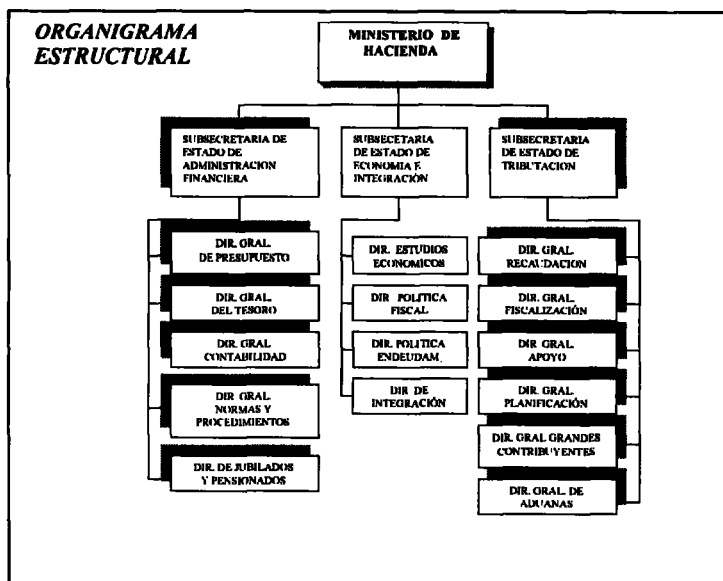 ORGANIGRAMA
ESTRUCTURAL
MINISTERIO DE
HACIENDA
SUBSECRETARIA DE
ESTADO DE
ADMINISTRACION
FINANCIERA
SUBSECETARIA
DE ESTADO DE
ECONOMIA E
INTEGRACIÓN
SUBSECRETARIA
DE ESTADO DE
TRIBUTACION
DIR. GRAL.
DE PRESUPUESTO
DIR. GRAL.
DEL TESORO
DIR. GRAL
CONTABILIDAD
DIR GRAL.
NORMAS Y
PROCEDIMIENTOS
DIR. DE JUBILADOS
Y PENSIONADOS
DIR. ESTUDIOS
ECONOMICOS
DIR POLITICA
FISCAL
DIR. POLITICA
ENDEUDAM.
DIR DE
INTEGRACIÓN
DIR. GRAL.
RECAUDACION
DIR. GRAL.
FISCALIZACIÓN
DIR. GRAL
APOYO
DIR. GRAL.
PLANIFICACIÓN
DIR. GRAL. GRANDES
CONTRIBUYENTES
DIR. GRAL. DE
ADUANAS